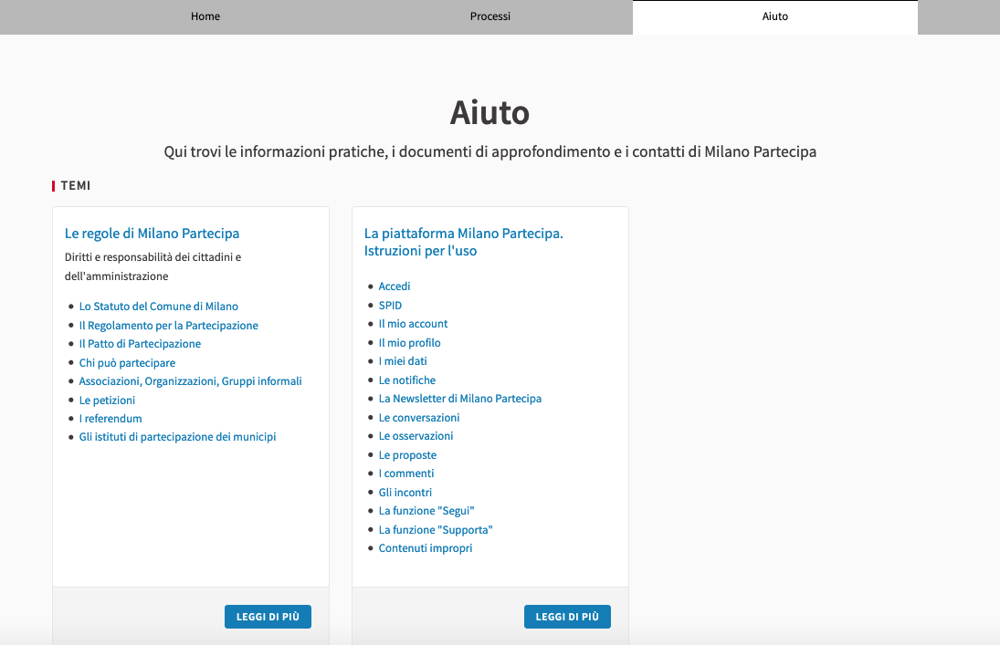 Home
Processi
Aiuto
Aiuto
Qui trovi le informazioni pratiche, i documenti di approfondimento e i contatti di Milano Partecipa
TEMI
Le regole di Milano Partecipa
Diritti e responsabilità dei cittadini e
dell'amministrazione
Lo Statuto del Comune di Milano
Il Regolamento per la Partecipazione
Il Patto di Partecipazione
Chi può partecipare
Associazioni, Organizzazioni, Gruppi informali
Le petizioni
I referendum
Gli istituti di partecipazione dei municipi
LEGGI DI PIÙ
La piattaforma Milano Partecipa.
Istruzioni per l'uso
Accedi
SPID
Il mio account
Il mio profilo
I miei dati
Le notifiche
La Newsletter di Milano Partecipa
Le conversazioni
Le osservazioni
Le proposte
I commenti
Gli incontri
La funzione "Segui"
La funzione "Supporta"
Contenuti impropri
LEGGI DI PIÙ